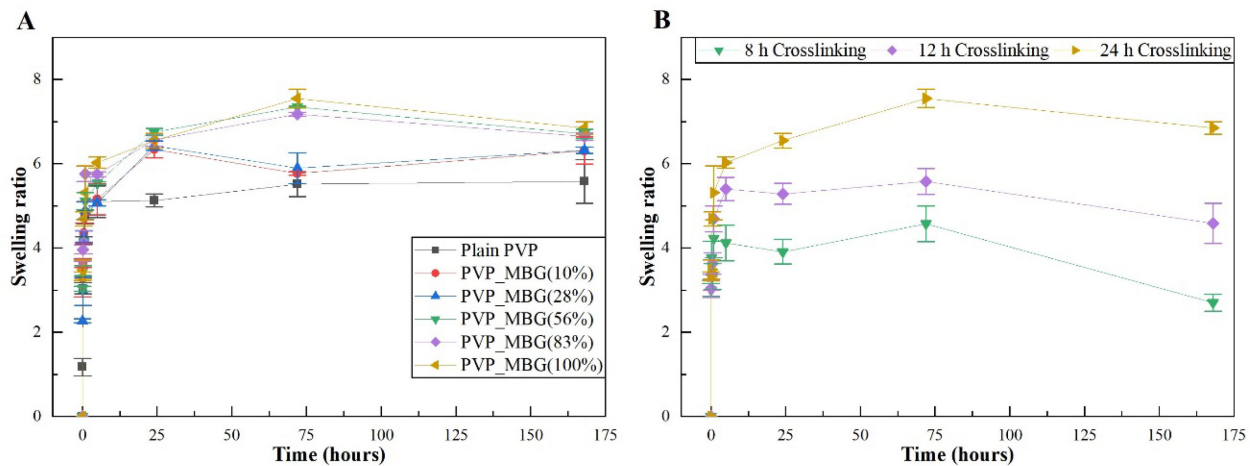 A
Swelling ratio
8
6
4
2
0
Plain PVP
PVP_MBG(10%)
PVP_MBG(28%)
PVP_MBG(56%)
PVP_MBG(83%)
PVP_MBG(100%)
0 25 50 75 100 125 150 175
Time (hours)
B
8 h Crosslinking 12 h Crosslinking 24 h Crosslinking
Swelling ratio
8
6
4
2
0
0 25 50 75 100 125 150 175
Time (hours)